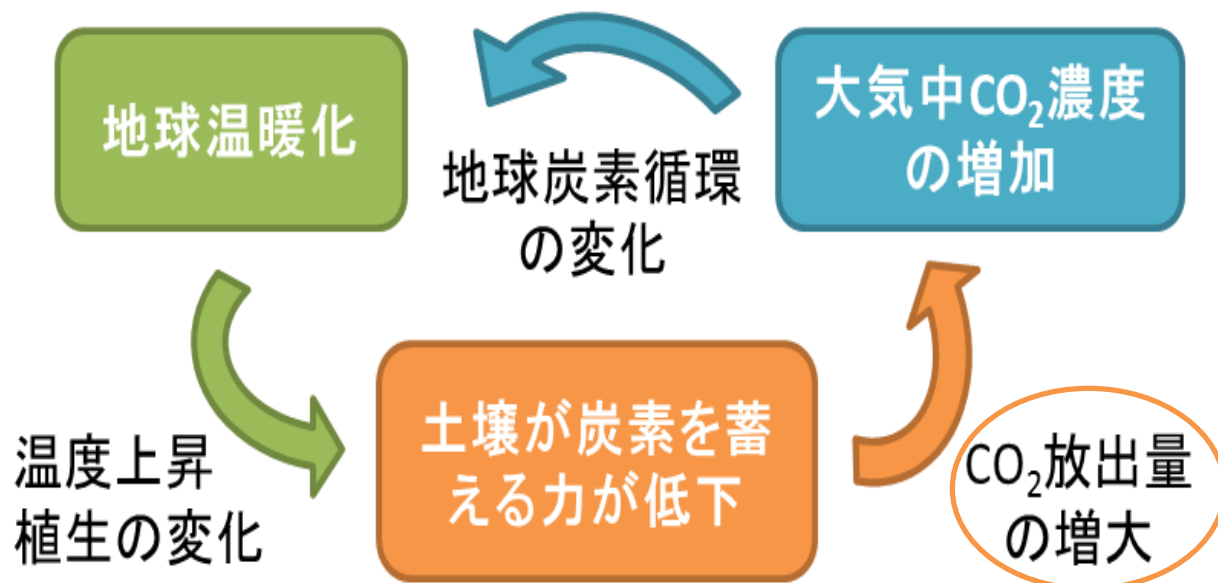 地球温暖化
大気中CO₂濃度
の増加
地球炭素循環
の変化
土壌が炭素を蓄
える力が低下
温度上昇
植生の変化
CO₂放出量
の増大